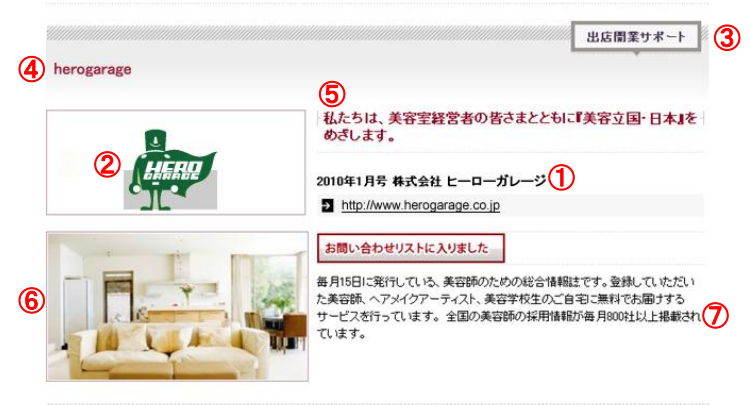 出店開業サポート ③
④ herogarage
⑤
私たちは、美容室経営者の皆さまとともに『美容立国・日本』を
めざします。
② HERO
GARAGE
2010年1月号 株式会社 ヒーローガレージ ①
http://www.herogarage.co.jp
お問い合わせリストに入りました
⑥
毎月15日に発行している、美容師のための総合情報誌です。登録していただい
た美容師、ヘアメイクアーティスト、美容学校生のご自宅に無料でお届けする
サービスを行っています。全国の美容師の採用情報が毎月800社以上掲載され ⑦
ています。